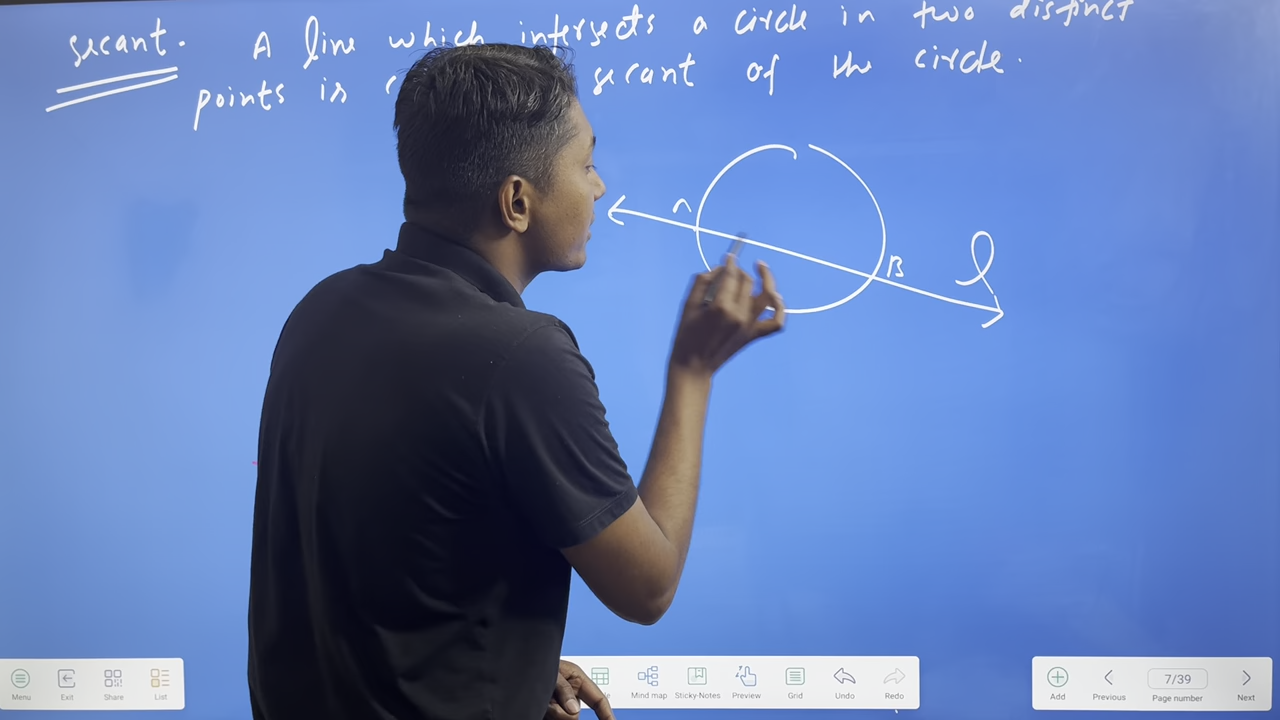 secant. A line which intersects a circle in two distinct
points is secant of the circle.
A
B
l
Menu Exit Share List Mind map Sticky-Notes Preview Grid Undo Redo Add Previous 7/39 Page number Next